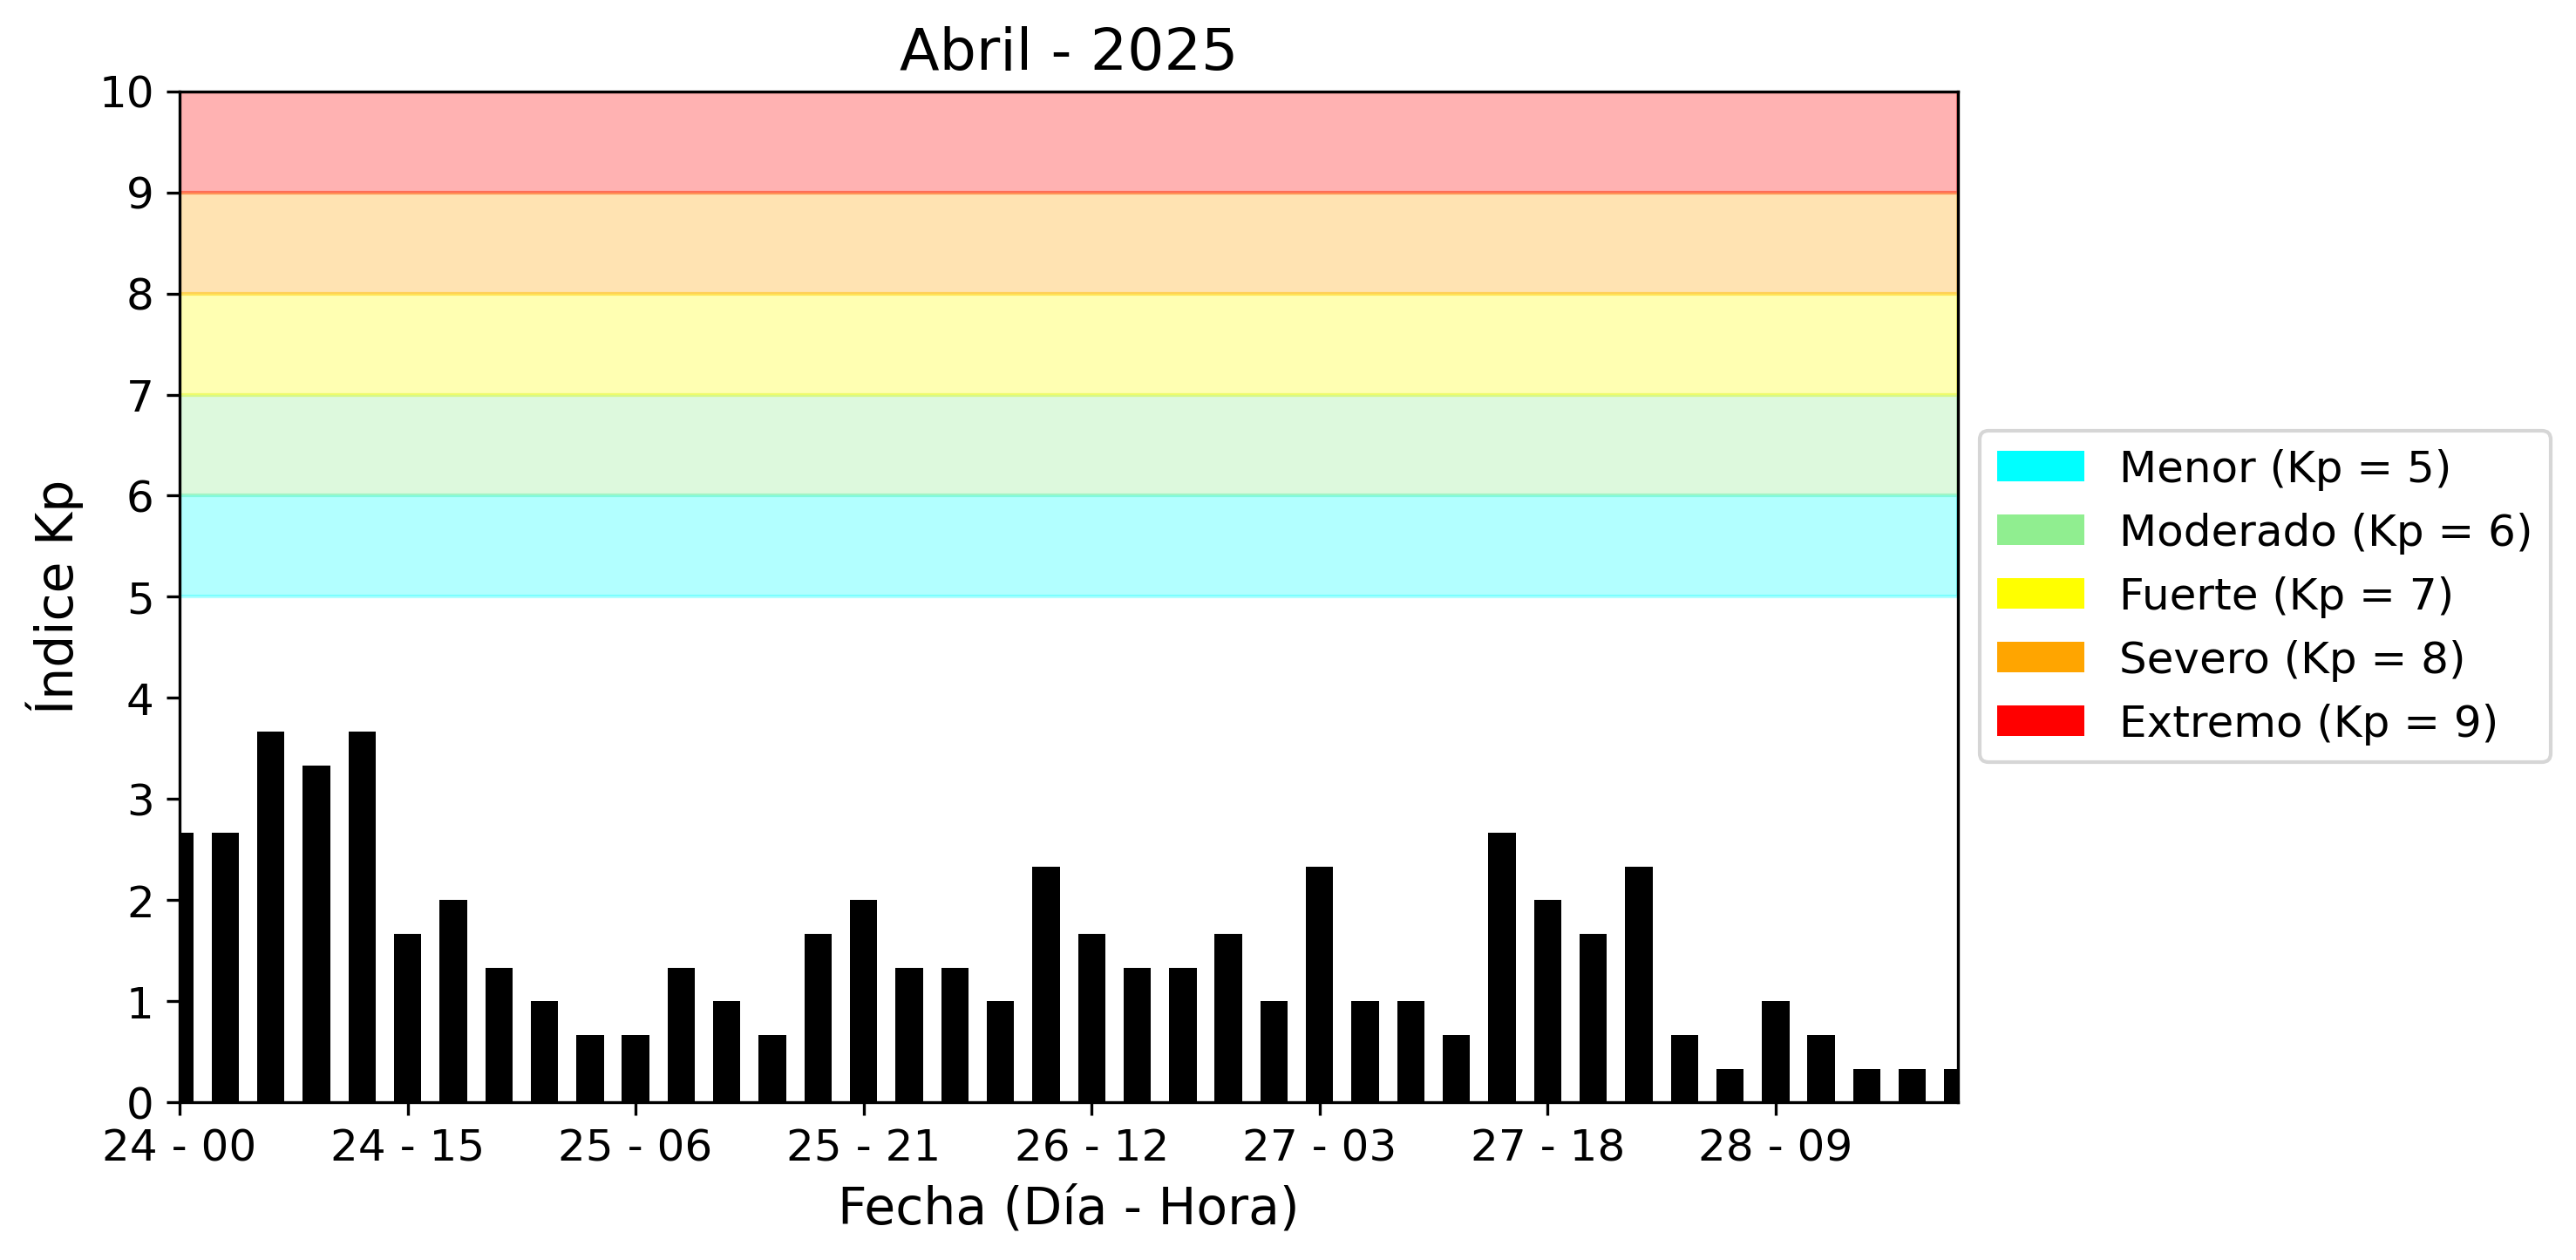 Abril - 2025
10
9
8
7
6
5
4
3
2
1
0
Índice Kp
24 - 00
24 - 15
25 - 06
25 - 21
26 - 12
27 - 03
27 - 18
28 - 09
Fecha (Día - Hora)
Menor (Kp = 5)
Moderado (Kp = 6)
Fuerte (Kp = 7)
Severo (Kp = 8)
Extremo (Kp = 9)